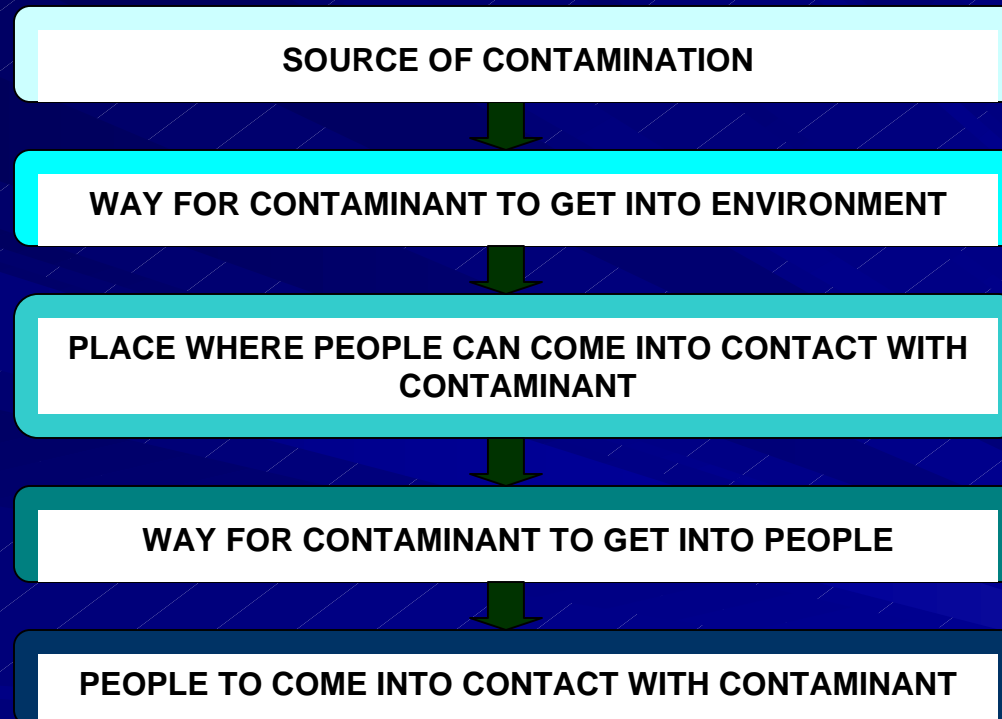 SOURCE OF CONTAMINATION
WAY FOR CONTAMINANT TO GET INTO ENVIRONMENT
PLACE WHERE PEOPLE CAN COME INTO CONTACT WITH
CONTAMINANT
WAY FOR CONTAMINANT TO GET INTO PEOPLE
PEOPLE TO COME INTO CONTACT WITH CONTAMINANT